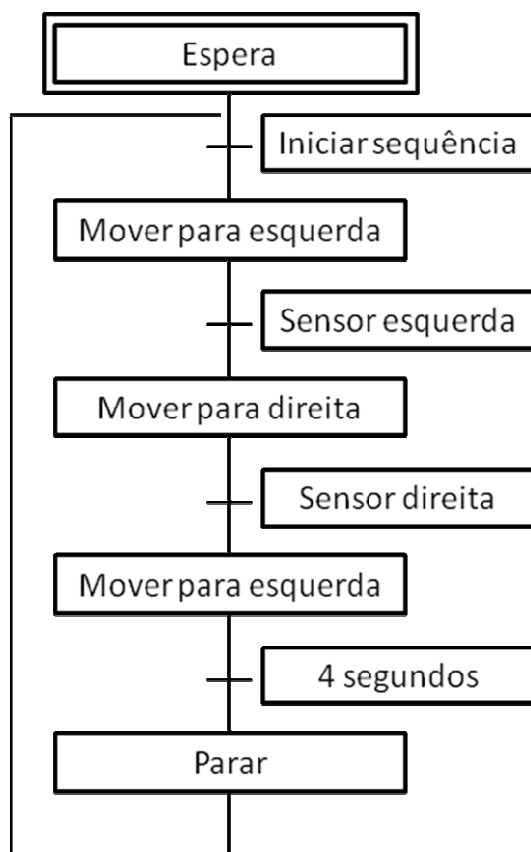 Espera
Iniciar sequência
Mover para esquerda
Sensor esquerda
Mover para direita
Sensor direita
Mover para esquerda
4 segundos
Parar